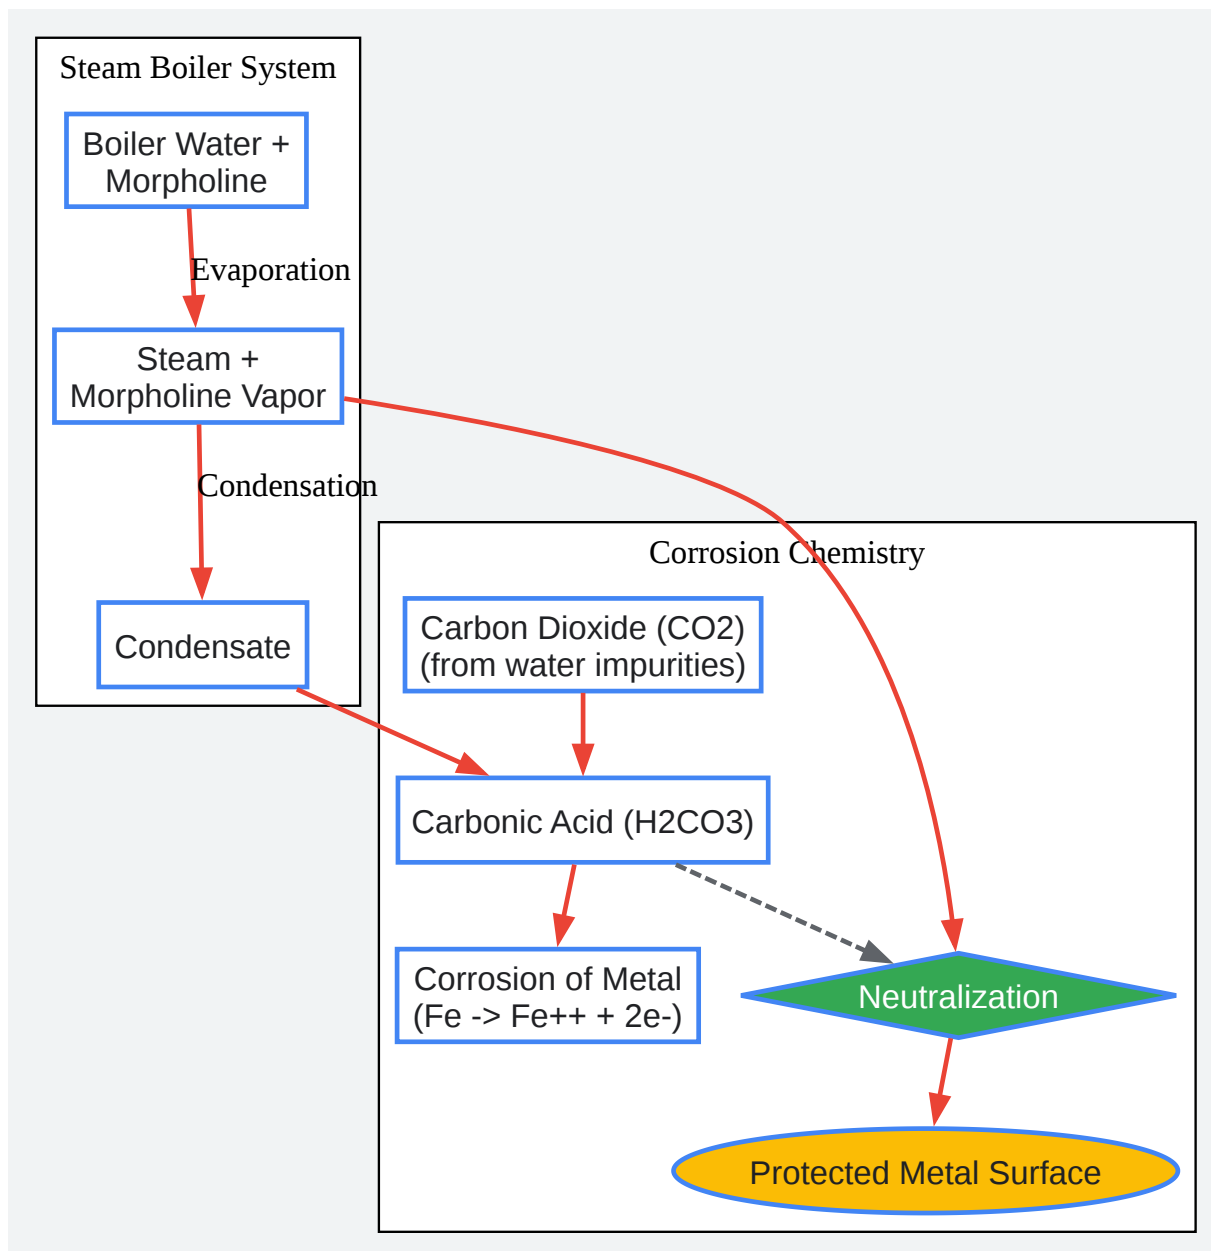 Steam Boiler System
Boiler Water +
Morpholine
Evaporation
Steam +
Morpholine Vapor
Condensation
Condensate
Corrosion Chemistry
Carbon Dioxide (CO2)
(from water impurities)
Carbonic Acid (H2CO3)
Corrosion of Metal
(Fe -> Fe++ + 2e-)
Neutralization
Protected Metal Surface